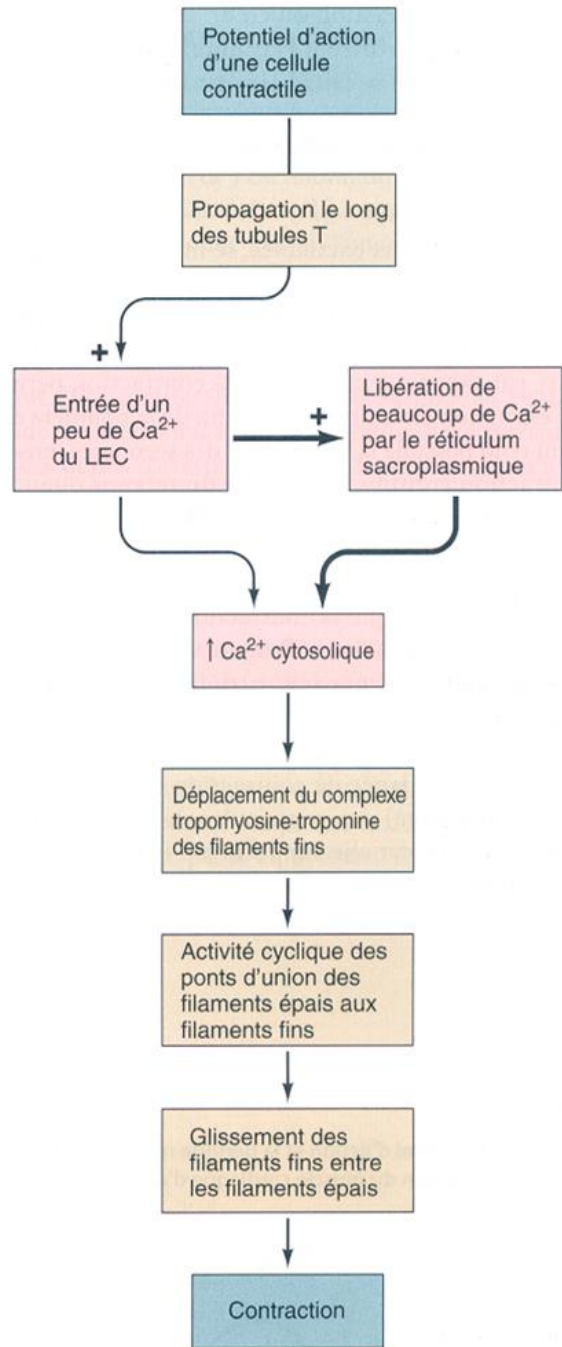 Potentiel d'action
d'une cellule
contractile
Propagation le long
des tubules T
+
Entrée d'un
peu de Ca²⁺
du LEC
+
Libération de
beaucoup de Ca²⁺
par le réticulum
sacroplasmique
↑ Ca²⁺ cytosolique
Déplacement du complexe
tropomyosine-troponine
des filaments fins
Activité cyclique des
ponts d'union des
filaments épais aux
filaments fins
Glissement des
filaments fins entre
les filaments épais
Contraction